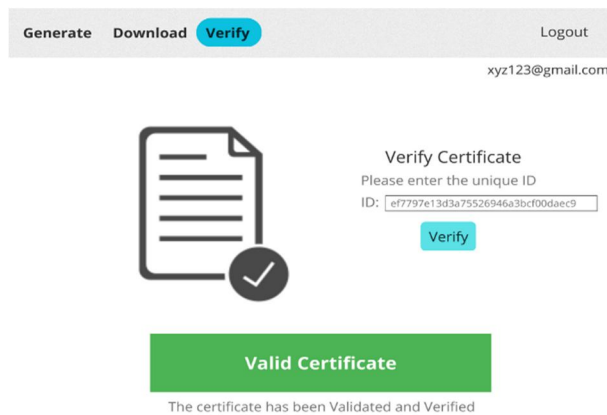 Generate Download Verify Logout
xyz123@gmail.com
Verify Certificate
Please enter the unique ID
ID: ef7797e13d3a75526946a3bcf00daec9
Verify
Valid Certificate
The certificate has been Validated and Verified